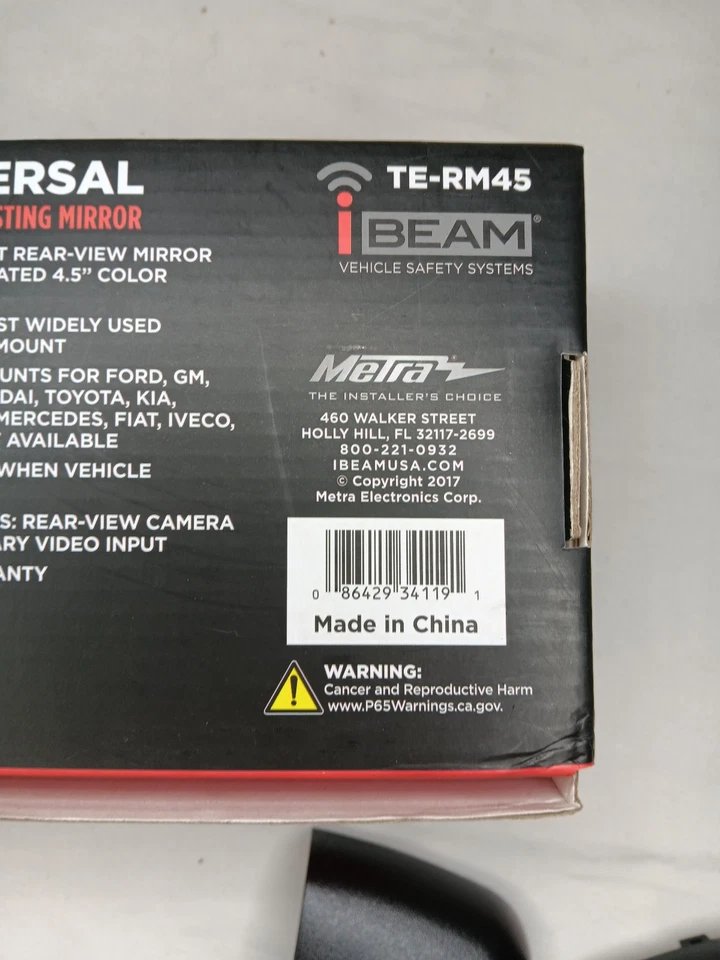 ERSAL
STING MIRROR
T REAR-VIEW MIRROR
ATED 4.5” COLOR
ST WIDELY USED
MOUNT
UNTS FOR FORD, GM,
DAI, TOYOTA, KIA,
MERCEDES, FIAT, IVECO,
AVAILABLE
WHEN VEHICLE
S: REAR-VIEW CAMERA
ARY VIDEO INPUT
ANTY
TE-RM45
iBEAM®
VEHICLE SAFETY SYSTEMS
Metra®
THE INSTALLER'S CHOICE
460 WALKER STREET
HOLLY HILL, FL 32117-2699
800-221-0932
IBEAMUSA.COM
© Copyright 2017
Metra Electronics Corp.
0 86429 34119 1
Made in China
WARNING:
Cancer and Reproductive Harm
www.P65Warnings.ca.gov.